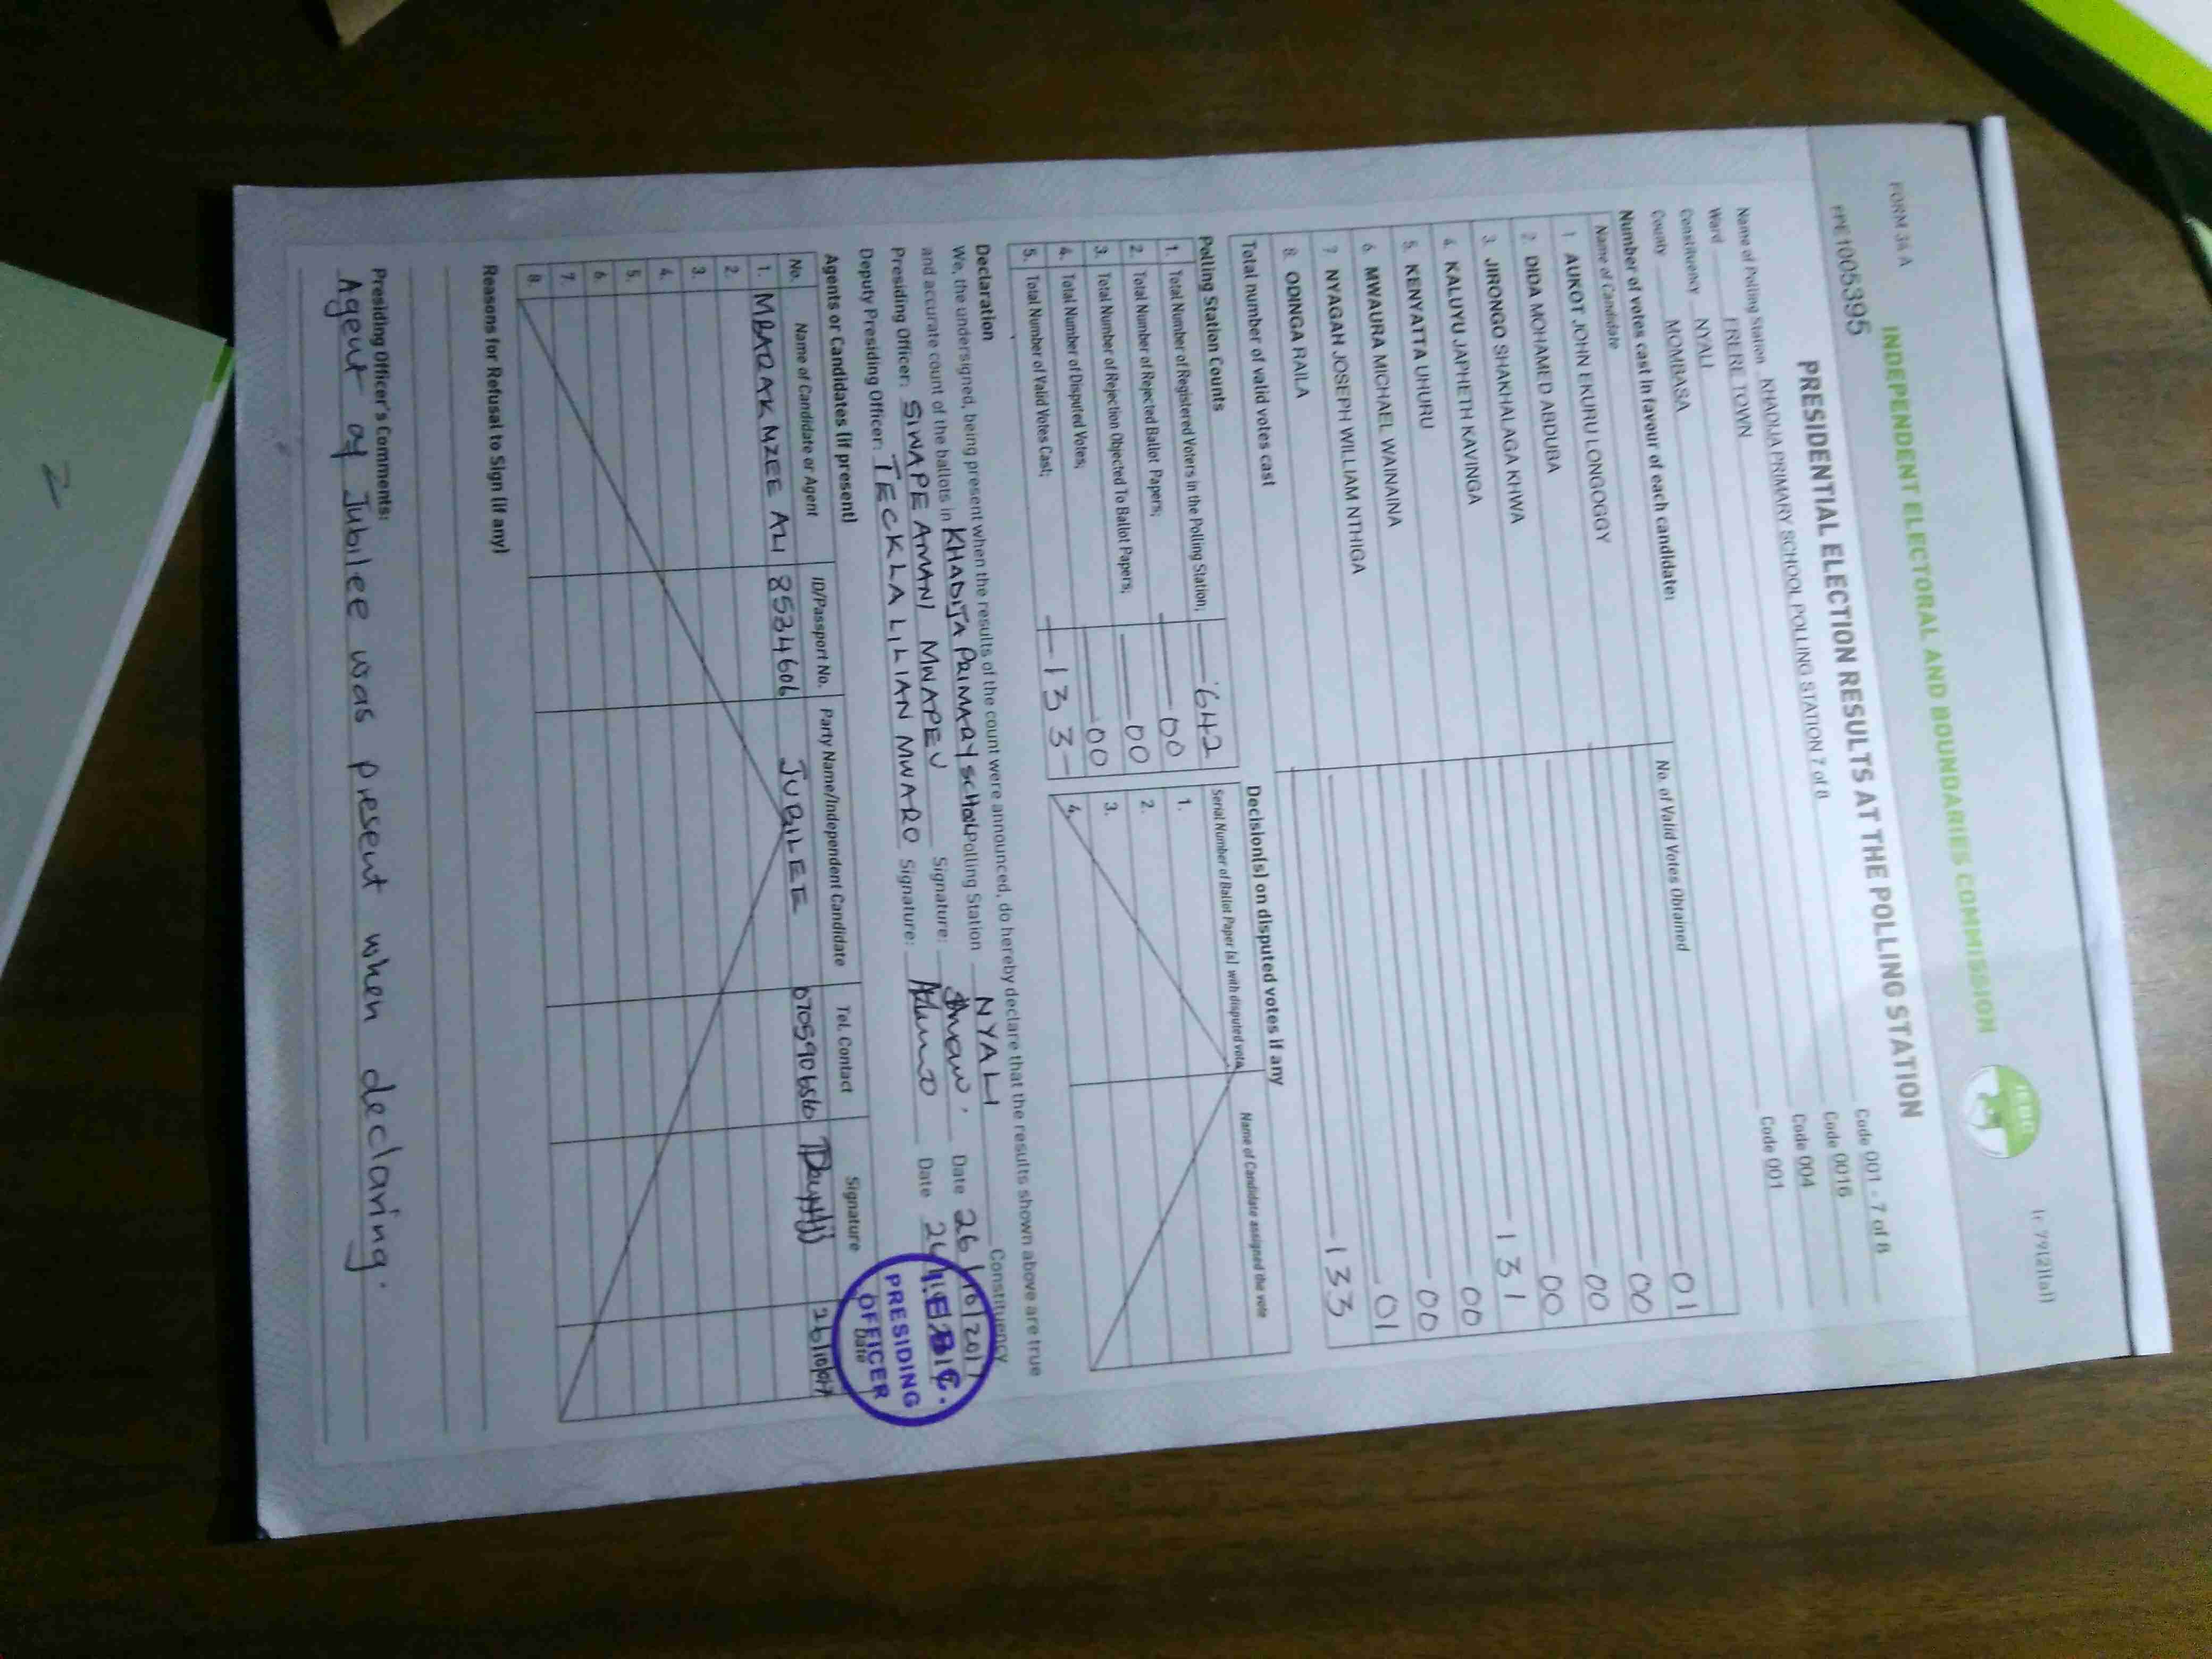 FORM 34 A
Ir 79(2)(a)]
INDEPENDENT ELECTORAL AND BOUNDARIES COMMISSION
IEBC
PPE1005395
PRESIDENTIAL ELECTION RESULTS AT THE POLLING STATION
Name of Polling Station KHADIJA PRIMARY SCHOOL POLLING STATION 7 of 8 Code 001 - 7 of 8
Ward FRERE TOWN Code 0016
Constituency NYALI Code 004
County MOMBASA Code 001
Number of votes cast in favour of each candidate:
Name of Candidate No. of Valid Votes Obtained
1 AUKOT JOHN EKURU LONGOGGY 01
2. DIDA MOHAMED ABDUBA 00
3. JIRONGO SHAKHALAGA KHWA 00
4. KALUYU JAPHETH KAVINGA 00
5. KENYATTA UHURU 131
6. MWAURA MICHAEL WAINAINA 00
7 NYAGAH JOSEPH WILLIAM NTHIGA 00
8. ODINGA RAILA 01
Total number of valid votes cast 133
Polling Station Counts
1. Total Number of Registered Voters in the Polling Station; 642
2. Total Number of Rejected Ballot Papers; 00
3. Total Number of Rejection Objected To Ballot Papers; 00
4. Total Number of Disputed Votes; 00
5. Total Number of Valid Votes Cast; 133
Decision(s) on disputed votes if any
Serial Number of Ballot Paper (s) with disputed vote Name of Candidate assigned the vote
1.
2.
3.
4.
Declaration
We, the undersigned, being present when the results of the count were announced, do hereby declare that the results shown above are true
and accurate count of the ballots in KHADIJA PRIMARY SCHOOL Polling Station NYALI Constituency
Presiding Officer: SIWAPE AMANI MWAPEU Signature: Date 26/10/2017
Deputy Presiding Officer: TECKLA LILIAN MWARO Signature: Date
I.E.B.C.
PRESIDING
OFFICER
Agents or Candidates (if present)
No. Name of Candidate or Agent ID/Passport No. Party Name/Independent Candidate Tel. Contact Signature Date
1. MBARAK MZEE ALI 8534606 JUBILEE 26/10/017
2.
3.
4.
5.
6.
7.
8.
Reasons for Refusal to Sign (if any)
Presiding Officer's Comments:
Agent of Jubilee was present when declaring.
2